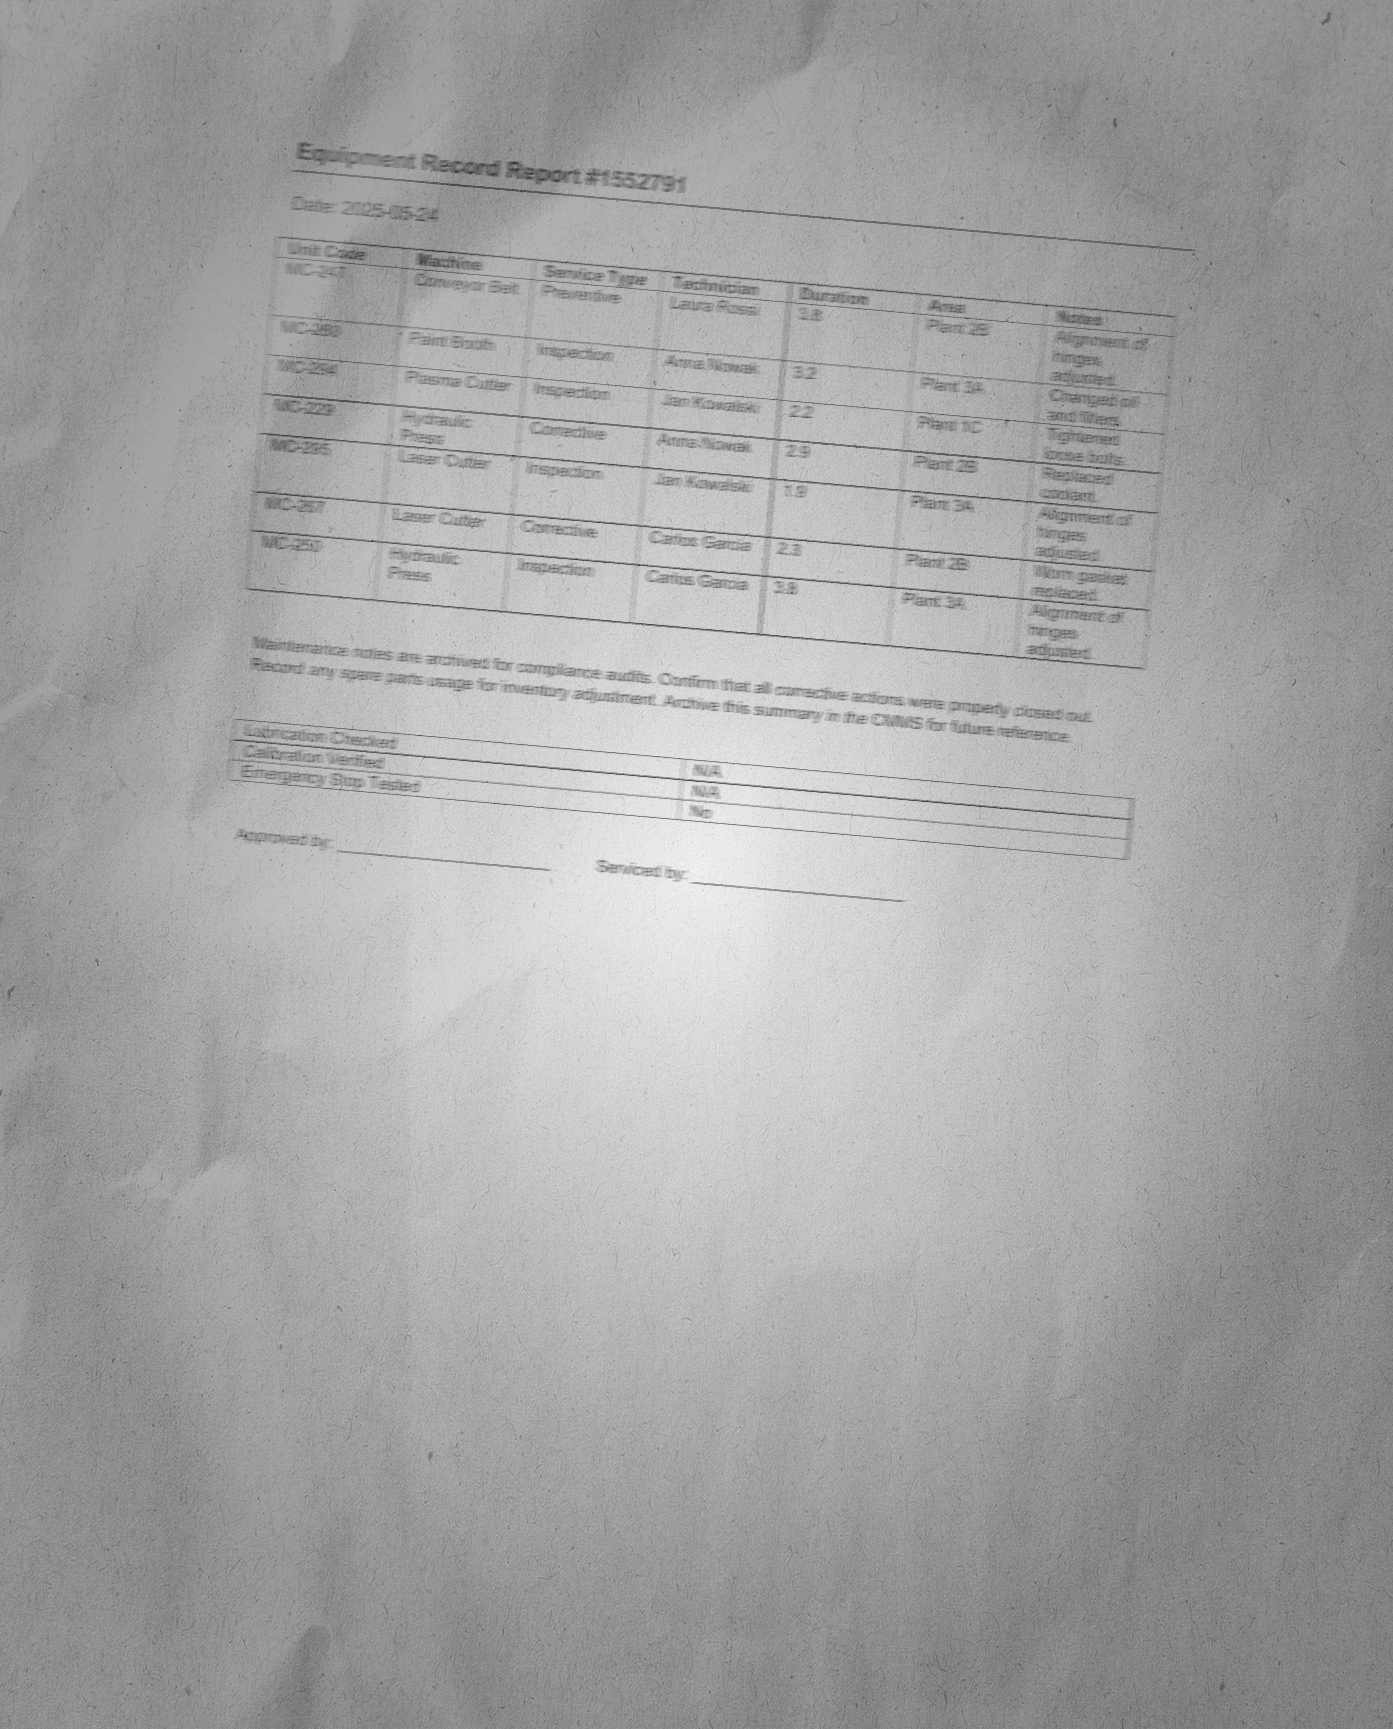 Equipment Record Report #1552791
Date: 2025-05-24
Unit Code Machine Service Type Technician Duration Area Notes
MC-247 Conveyor Belt Preventive Laura Rossi 3.8 Plant 2B Alignment of
hinges
adjusted.
Paint Booth Inspection Anna Nowak 3.2 Plant 3A Changed oil
and filters.
MC-294 Plasma Cutter Inspection Jan Kowalski 2.2 Plant 1C Tightened
loose bolts.
MC-229 Hydraulic Corrective Anna Nowak 2.9 Plant 2B Replaced
Press coolant.
MC-295 Laser Cutter Inspection Jan Kowalski 1.9 Plant 3A Alignment of
hinges
adjusted.
MC-257 Laser Cutter Corrective Carlos Garcia 2.3 Plant 2B Worn gasket
replaced.
MC-250 Hydraulic Inspection Carlos Garcia 3.8 Plant 3A Alignment of
Press hinges
adjusted.
Maintenance notes are archived for compliance audits. Confirm that all corrective actions were properly closed out.
Record any spare parts usage for inventory adjustment. Archive this summary in the CMMS for future reference.
Lubrication Checked N/A
Calibration Verified N/A
Emergency Stop Tested No
Approved by:
Serviced by: